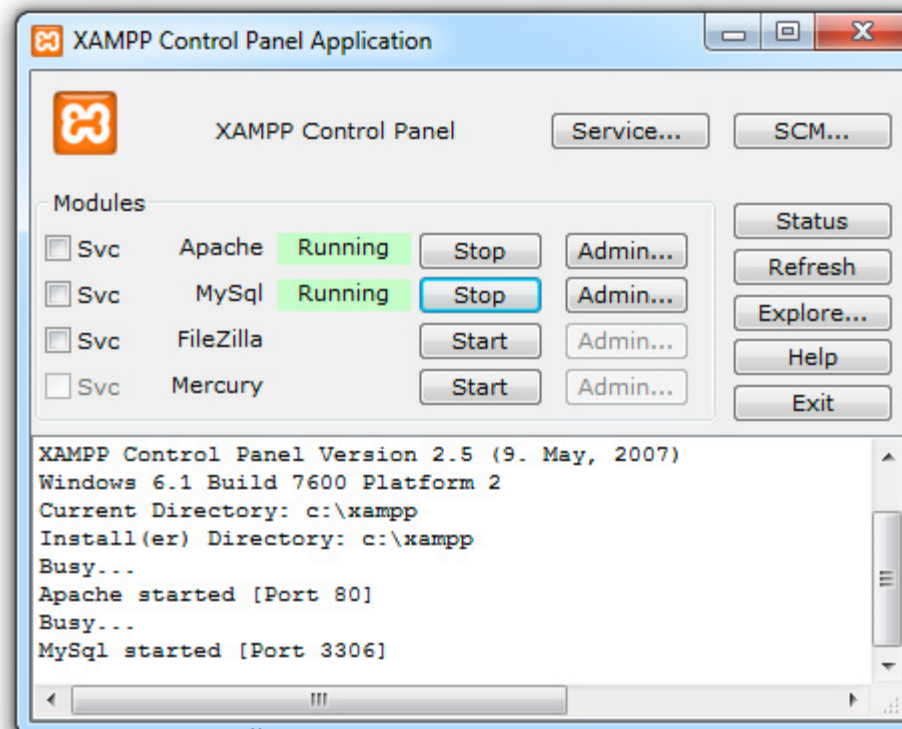 XAMPP Control Panel Application
XAMPP Control Panel Service... SCM...
Modules
Svc Apache Running Stop Admin...
Svc MySql Running Stop Admin...
Svc FileZilla Start Admin...
Svc Mercury Start Admin...
Status
Refresh
Explore...
Help
Exit
XAMPP Control Panel Version 2.5 (9. May, 2007)
Windows 6.1 Build 7600 Platform 2
Current Directory: c:\xampp
Install(er) Directory: c:\xampp
Busy...
Apache started [Port 80]
Busy...
MySql started [Port 3306]